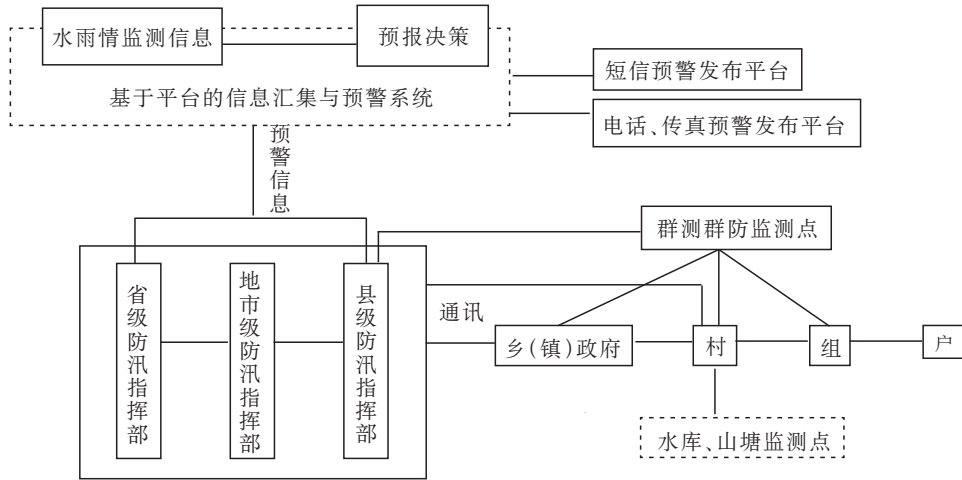 水雨情监测信息
预报决策
基于平台的信息汇集与预警系统
短信预警发布平台
电话、传真预警发布平台
预警信息
群测群防监测点
省级防汛指挥部
地市级防汛指挥部
县级防汛指挥部
通讯
乡(镇)政府
村
组
户
水库、山塘监测点